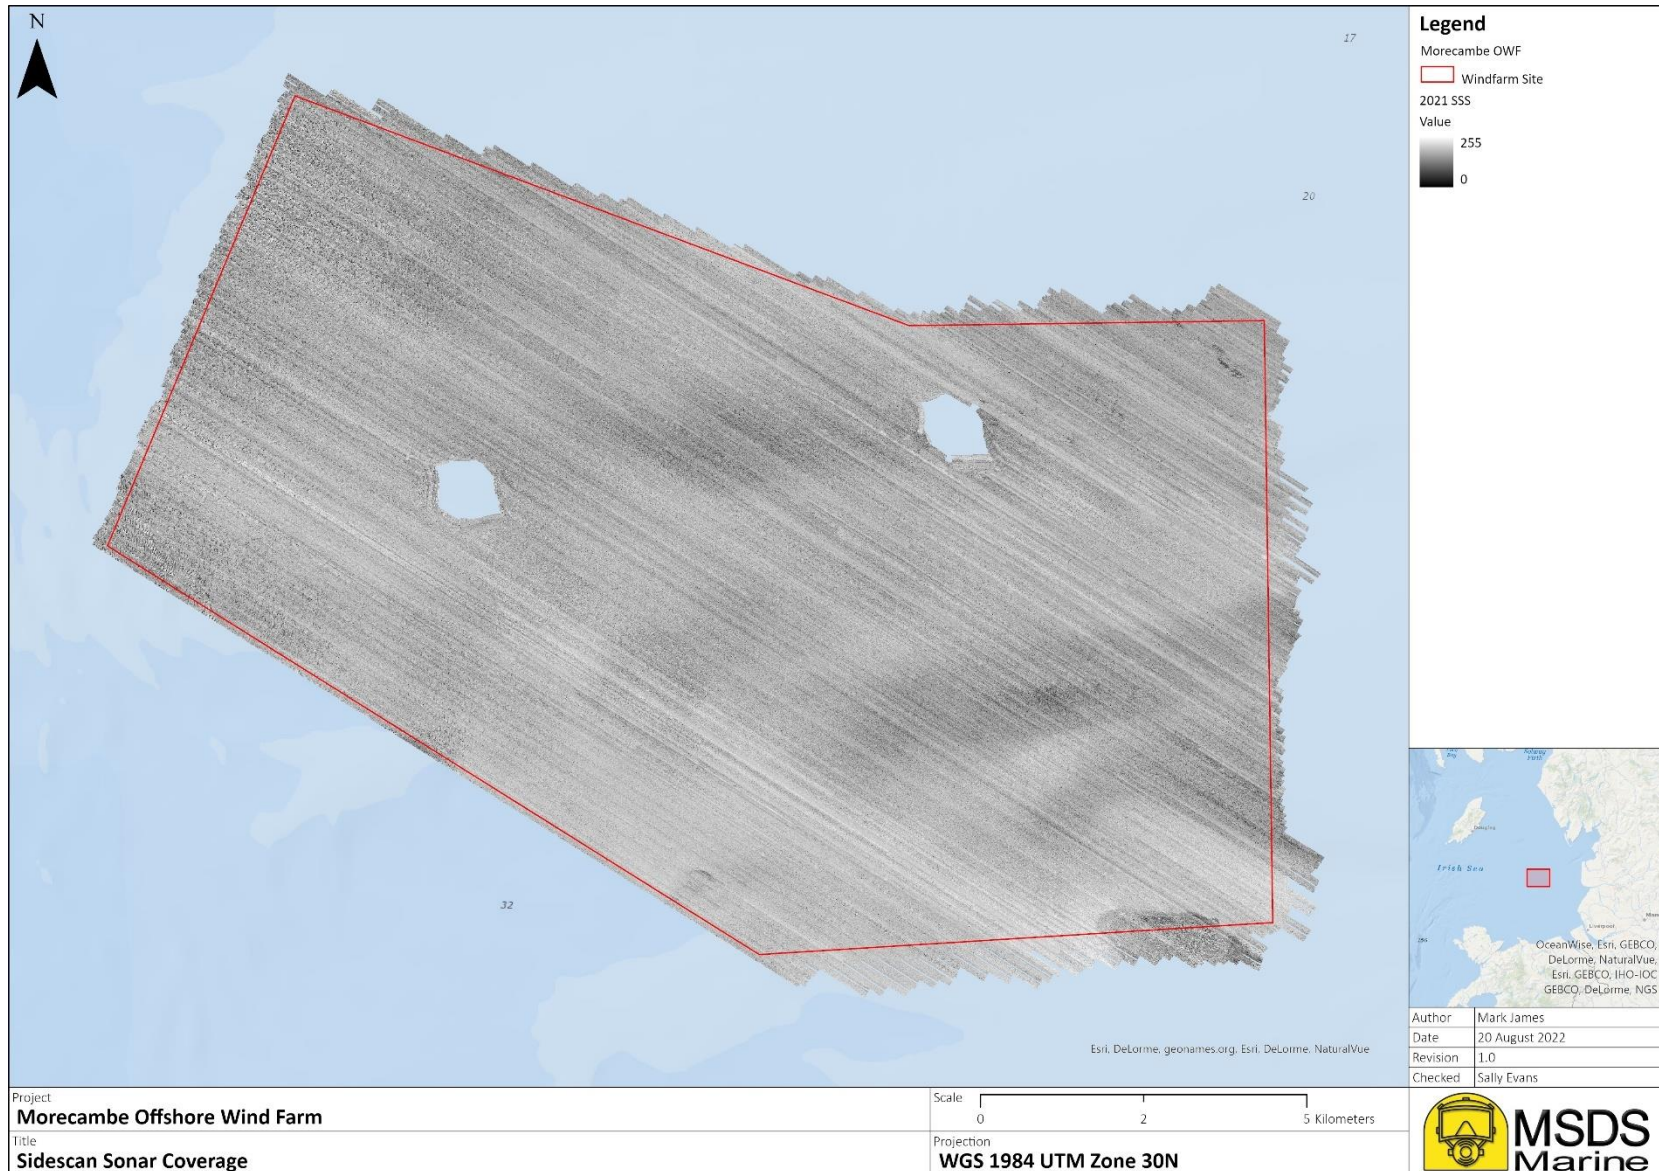 N
17
20
32
Esri, DeLorme, geonames.org, Esri, DeLorme, NaturalVue
Legend
Morecambe OWF
Windfarm Site
2021 SSS
Value
255
0
Irish Sea
Liverpool
OceanWise, Esri, GEBCO,
DeLorme, NaturalVue,
Esri, GEBCO, IHO-IOC
GEBCO, DeLorme, NGS
Author Mark James
Date 20 August 2022
Revision 1.0
Checked Sally Evans
Project
Morecambe Offshore Wind Farm
Title
Sidescan Sonar Coverage
Scale
0 2 5 Kilometers
Projection
WGS 1984 UTM Zone 30N
MSDS
Marine